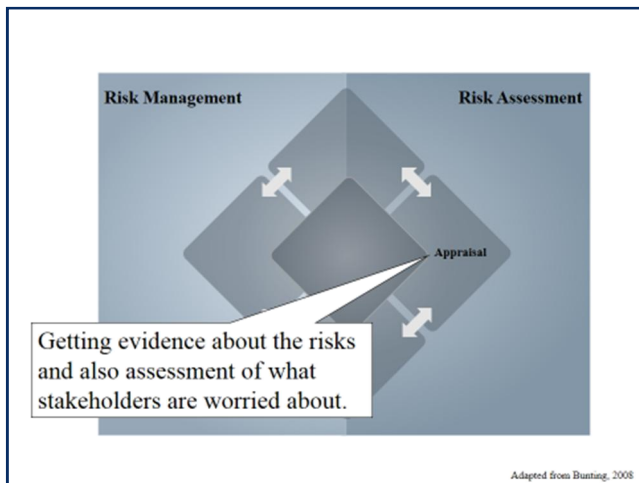 Risk Management
Risk Assessment
Appraisal
Getting evidence about the risks
and also assessment of what
stakeholders are worried about.
Adapted from Bunting, 2008